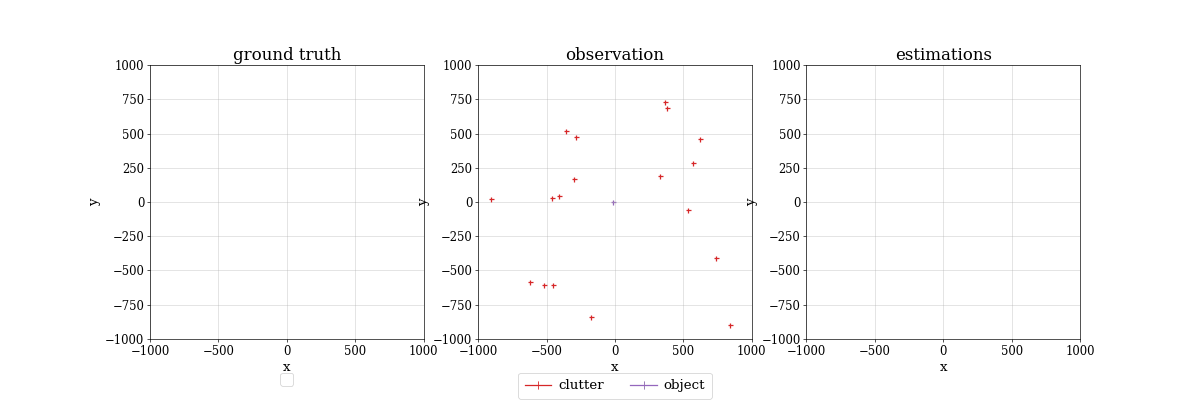 ground truth
observation
estimations
1000 1000 1000
750 750 750
500 500 500
250 250 250
0 0 0
y y y
−250 −250 −250
−500 −500 −500
−750 −750 −750
−1000 −1000 −1000
−1000 −500 0 500 1000 −1000 −500 0 500 1000 −1000 −500 0 500 1000
x x x
clutter object